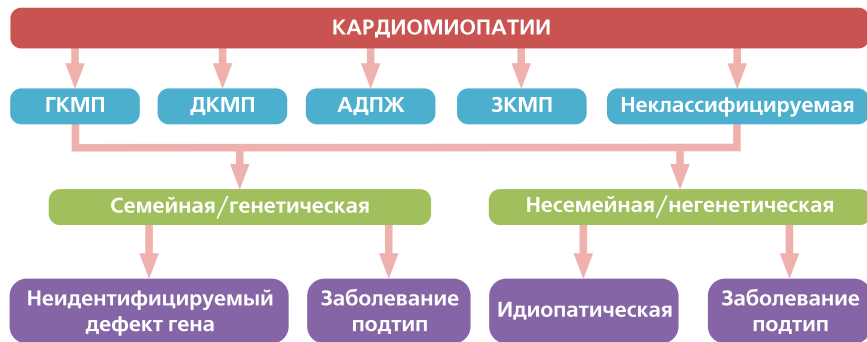 КАРДИОМИОПАТИИ
ГКМП
ДКМП
АДПЖ
ЗКМП
Неклассифицируемая
Семейная/генетическая
Несемейная/негенетическая
Неидентифицируемый
дефект гена
Заболевание
подтип
Идиопатическая
Заболевание
подтип